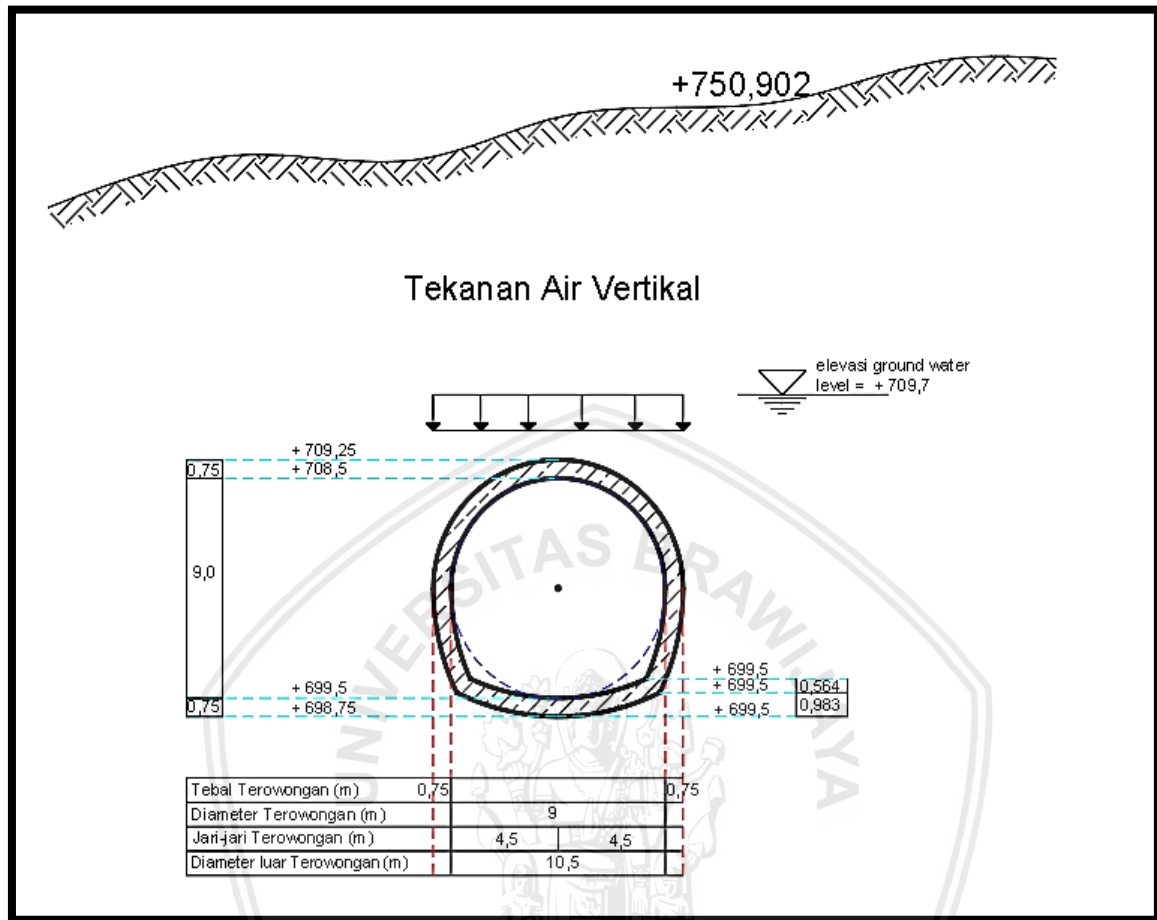 +750,902
Tekanan Air Vertikal
elevasi ground water
level = + 709,7
+ 709,25
0,75
+ 708,5
9,0
+ 699,5
0,75
+ 698,75
+ 699,5
+ 699,5
0,564
0,983
+ 699,5
UNIVERSITAS BRAWIJAYA
Tebal Terowongan (m) 0,75 0,75
Diameter Terowongan (m) 9
Jari-jari Terowongan (m) 4,5 4,5
Diameter luar Terowongan (m) 10,5